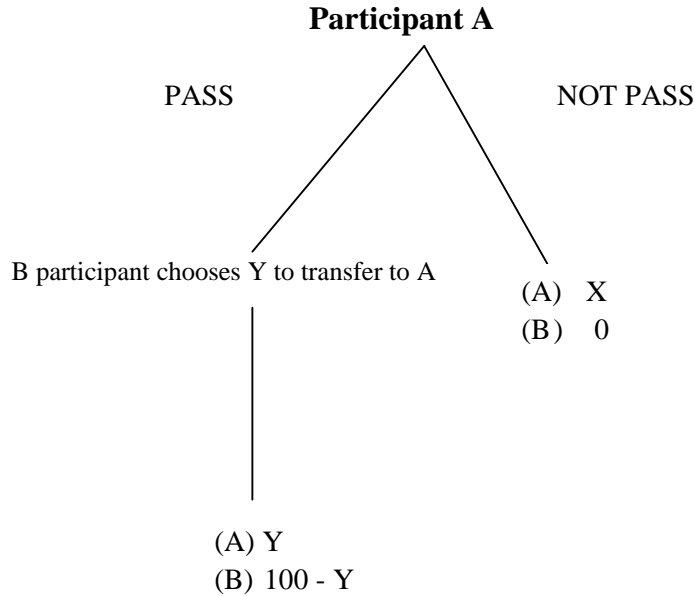 Participant A
PASS
NOT PASS
B participant chooses Y to transfer to A
(A) X
(B) 0
(A) Y
(B) 100 - Y